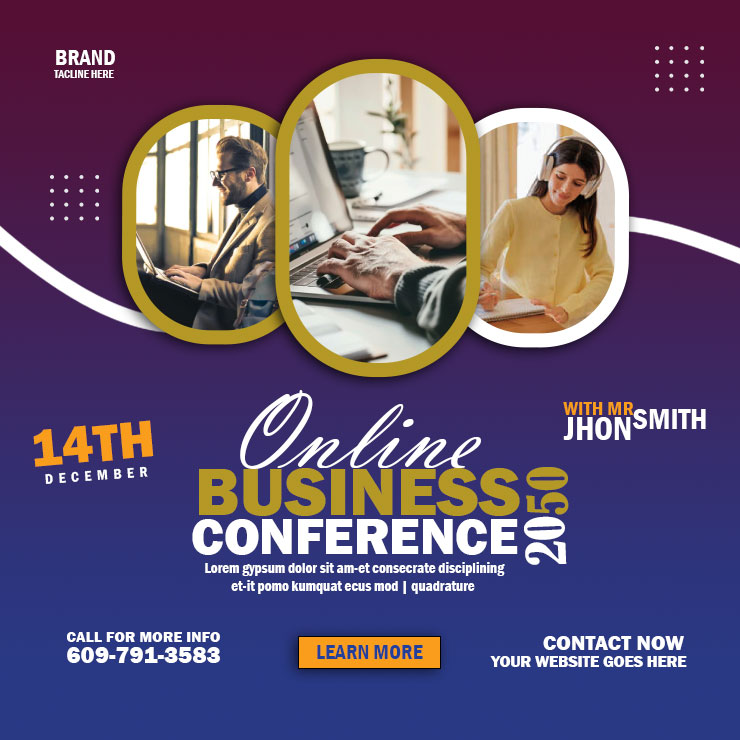 BRAND
TACLINE HERE
14TH
DECEMBER
WITH MR
JHON SMITH
Online
BUSINESS
CONFERENCE
2050
Lorem gypsum dolor sit am-et consecrate disciplining
et-it pomo kumquat ecus mod | quadrature
CALL FOR MORE INFO
609-791-3583
LEARN MORE
CONTACT NOW
YOUR WEBSITE GOES HERE